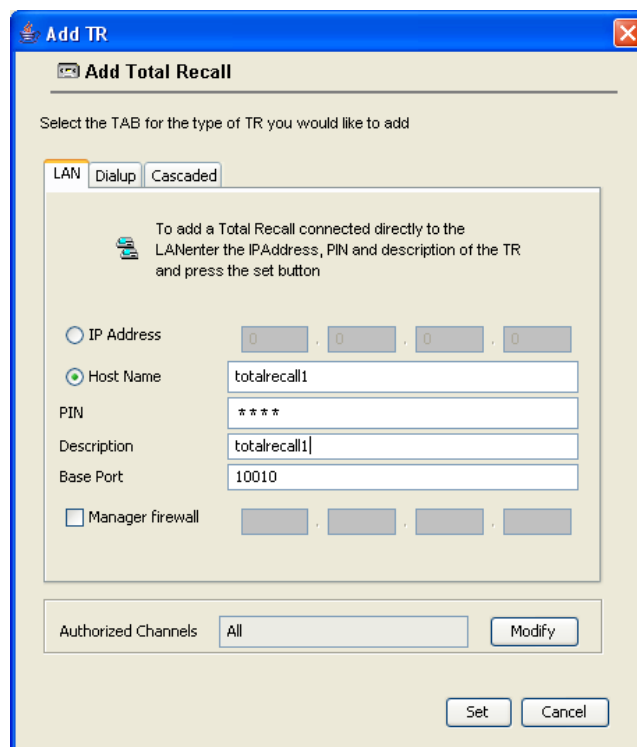 Add TR
Add Total Recall
Select the TAB for the type of TR you would like to add
LAN Dialup Cascaded
To add a Total Recall connected directly to the
LANenter the IPAddress, PIN and description of the TR
and press the set button
IP Address 0 . 0 . 0 . 0
Host Name totalrecall1
PIN ****
Description totalrecall1
Base Port 10010
Manager firewall . . .
Authorized Channels All Modify
Set Cancel